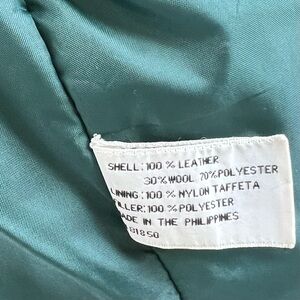 SHELL: 100 % LEATHER
30%WOOL 70%POLYESTER
LINING: 100 % NYLON TAFFETA
FILLER: 100 % POLYESTER
MADE IN THE PHILIPPINES